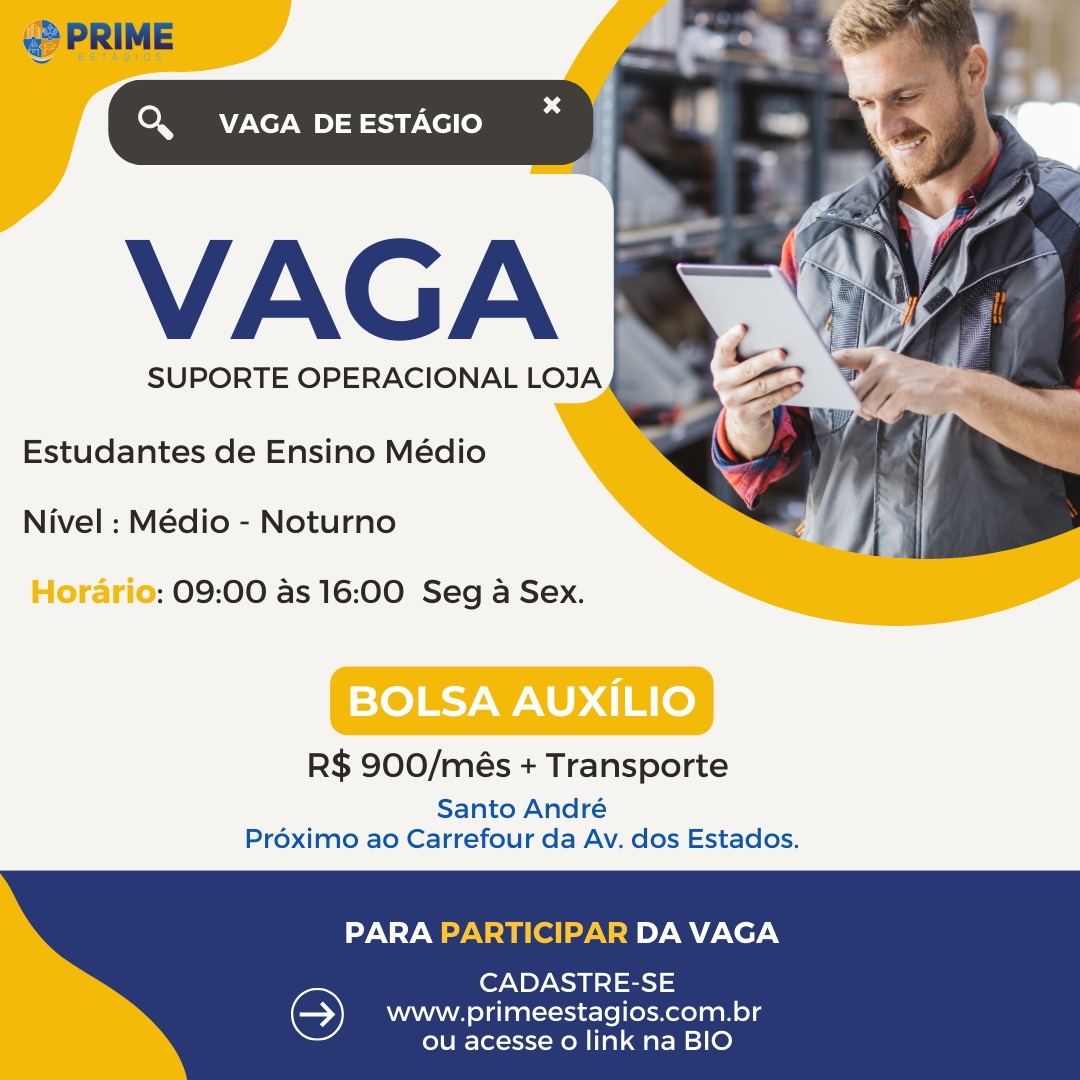 PRIME
ESTÁGIOS
VAGA DE ESTÁGIO
VAGA
SUPORTE OPERACIONAL LOJA
Estudantes de Ensino Médio
Nível : Médio - Noturno
Horário: 09:00 às 16:00 Seg à Sex.
BOLSA AUXÍLIO
R$ 900/mês + Transporte
Santo André
Próximo ao Carrefour da Av. dos Estados.
PARA PARTICIPAR DA VAGA
CADASTRE-SE
www.primeestagios.com.br
ou acesse o link na BIO